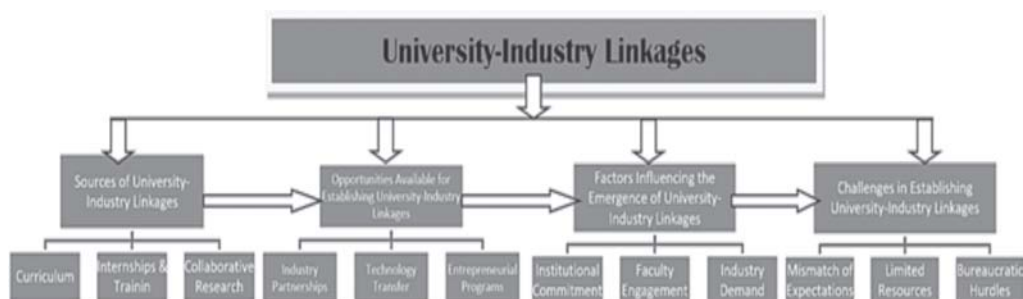 University-Industry Linkages
Sources of University-
Industry Linkages
Opportunities Available for
Establishing University-Industry
Linkages
Factors Influencing the
Emergence of University-
Industry Linkages
Challenges in Establishing
University-Industry Linkages
Curriculum
Internships &
Trainin
Collaborative
Research
Industry
Partnerships
Technology
Transfer
Entrepreneurial
Programs
Institutional
Commitment
Faculty
Engagement
Industry
Demand
Mismatch of
Expectations
Limited
Resources
Bureaucratic
Hurdles